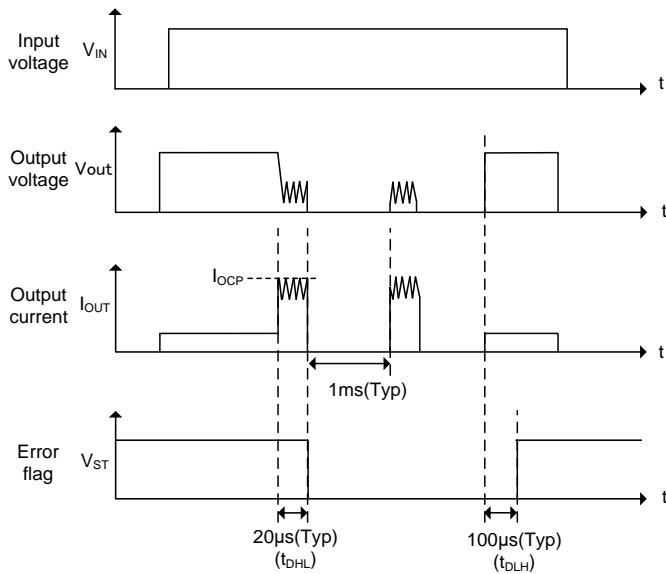 Input
voltage
V_IN
t
Output
voltage
Vout
t
Output
current
I_OUT
I_OCP
t
1ms(Typ)
Error
flag
V_ST
t
20µs(Typ)
(t_DHL)
100µs(Typ)
(t_DLH)